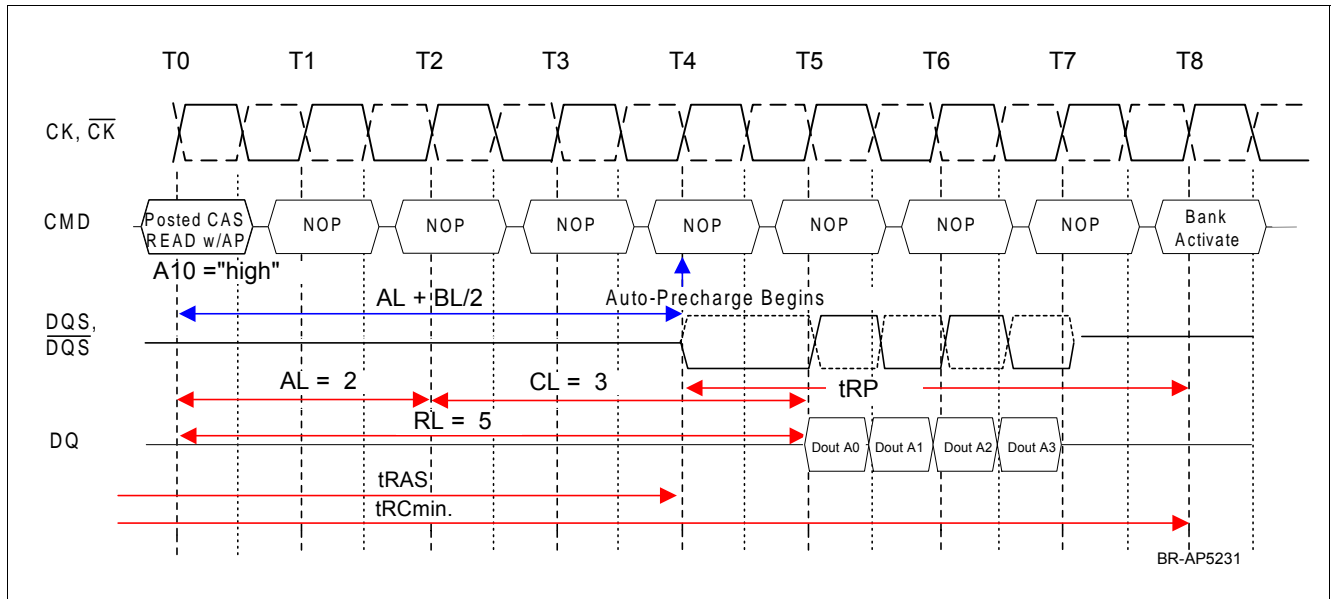 T0 T1 T2 T3 T4 T5 T6 T7 T8
CK, CK
CMD
Posted CAS
READ w/AP
NOP NOP NOP NOP NOP NOP NOP
Bank
Activate
A10 ="high"
AL + BL/2
Auto-Precharge Begins
DQS,
DQS
AL = 2
CL = 3
tRP
RL = 5
DQ
Dout A0 Dout A1 Dout A2 Dout A3
tRAS
tRCmin.
BR-AP5231